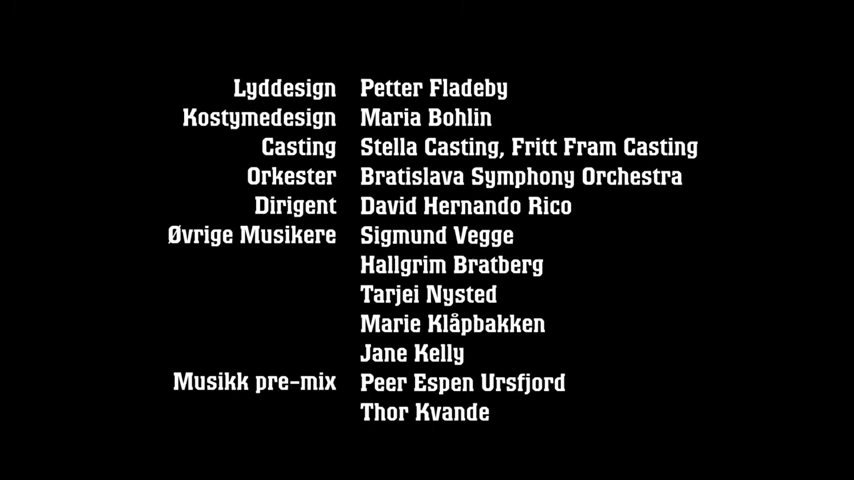 Lyddesign Petter Fladeby
Kostymedesign Maria Bohlin
Casting Stella Casting, Fritt Fram Casting
Orkester Bratislava Symphony Orchestra
Dirigent David Hernando Rico
Øvrige Musikere Sigmund Vegge
Hallgrim Bratberg
Tarjei Nysted
Marie Klåpbakken
Jane Kelly
Musikk pre-mix Peer Espen Ursfjord
Thor Kvande